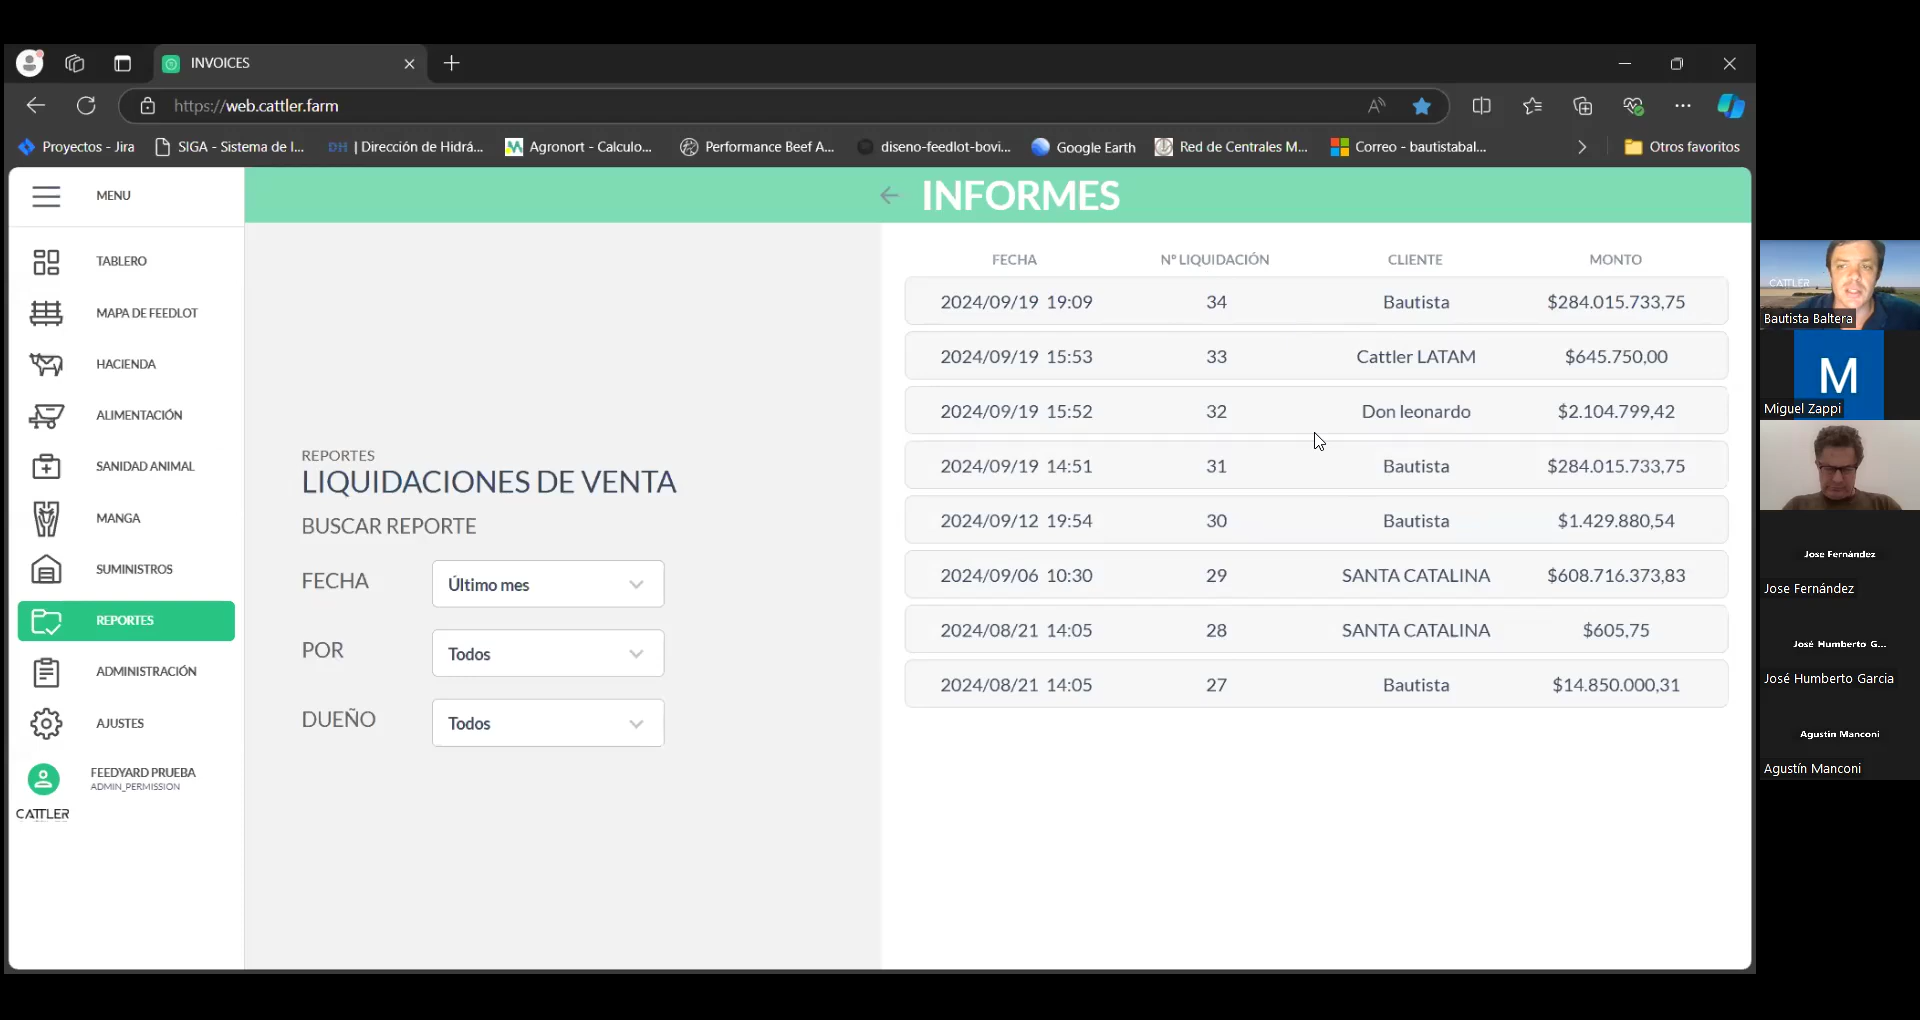 INVOICES
https://web.cattler.farm
Proyectos - Jira
SIGA - Sistema de I...
DH | Dirección de Hidrá...
Agronort - Calculo...
Performance Beef A...
diseno-feedlot-bovi...
Google Earth
Red de Centrales M...
Correo - bautistabal...
Otros favoritos
MENU
INFORMES
TABLERO
MAPA DE FEEDLOT
HACIENDA
ALIMENTACIÓN
SANIDAD ANIMAL
MANGA
SUMINISTROS
REPORTES
ADMINISTRACIÓN
AJUSTES
FEEDYARD PRUEBA
ADMIN_PERMISSION
CATTLER
REPORTES
LIQUIDACIONES DE VENTA
BUSCAR REPORTE
FECHA Último mes
POR Todos
DUEÑO Todos
FECHA Nº LIQUIDACIÓN CLIENTE MONTO
2024/09/19 19:09 34 Bautista $284.015.733,75
2024/09/19 15:53 33 Cattler LATAM $645.750,00
2024/09/19 15:52 32 Don leonardo $2.104.799,42
2024/09/19 14:51 31 Bautista $284.015.733,75
2024/09/12 19:54 30 Bautista $1.429.880,54
2024/09/06 10:30 29 SANTA CATALINA $608.716.373,83
2024/08/21 14:05 28 SANTA CATALINA $605,75
2024/08/21 14:05 27 Bautista $14.850.000,31
CATTLER
Bautista Baltera
M
Miguel Zappi
Jose Fernández
Jose Fernández
José Humberto G...
José Humberto Garcia
Agustin Manconi
Agustín Manconi